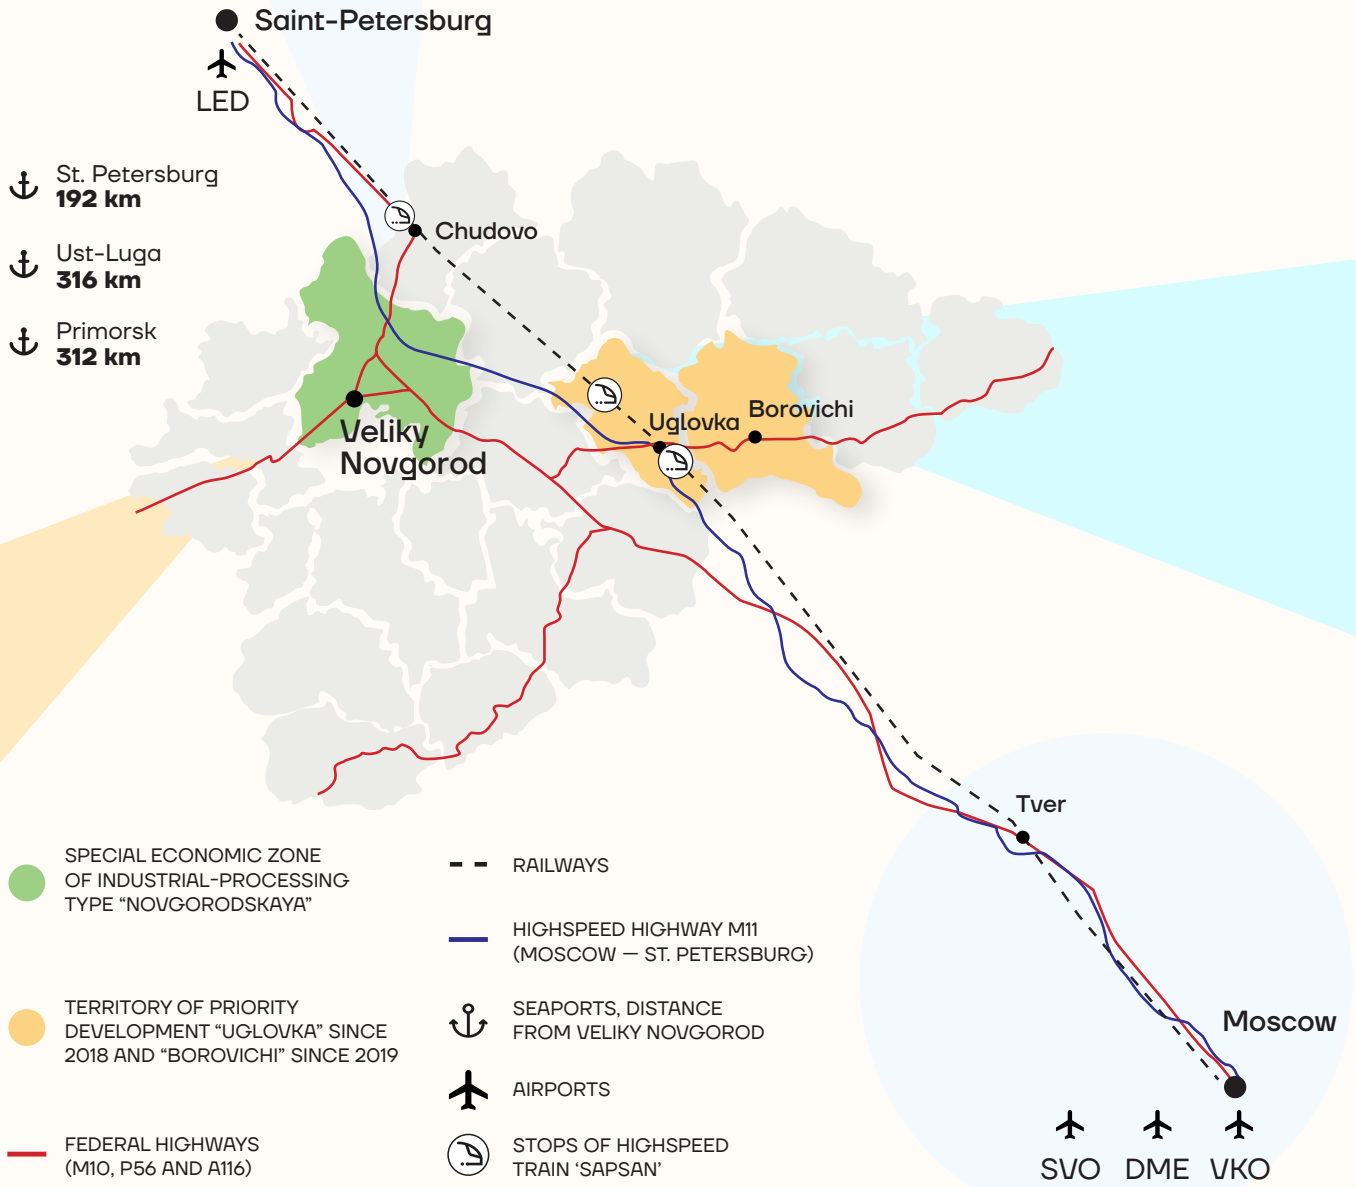 Saint-Petersburg
LED
St. Petersburg
192 km
Ust-Luga
316 km
Primorsk
312 km
Chudovo
Veliky
Novgorod
Uglovka
Borovichi
Tver
Moscow
SVO
DME
VKO
SPECIAL ECONOMIC ZONE
OF INDUSTRIAL-PROCESSING
TYPE “NOVGORODSKAYA”
TERRITORY OF PRIORITY
DEVELOPMENT “UGLOVKA” SINCE
2018 AND “BOROVICHI” SINCE 2019
FEDERAL HIGHWAYS
(M10, P56 AND A116)
RAILWAYS
HIGHSPEED HIGHWAY M11
(MOSCOW — ST. PETERSBURG)
SEAPORTS, DISTANCE
FROM VELIKY NOVGOROD
AIRPORTS
STOPS OF HIGHSPEED
TRAIN ‘SAPSAN’